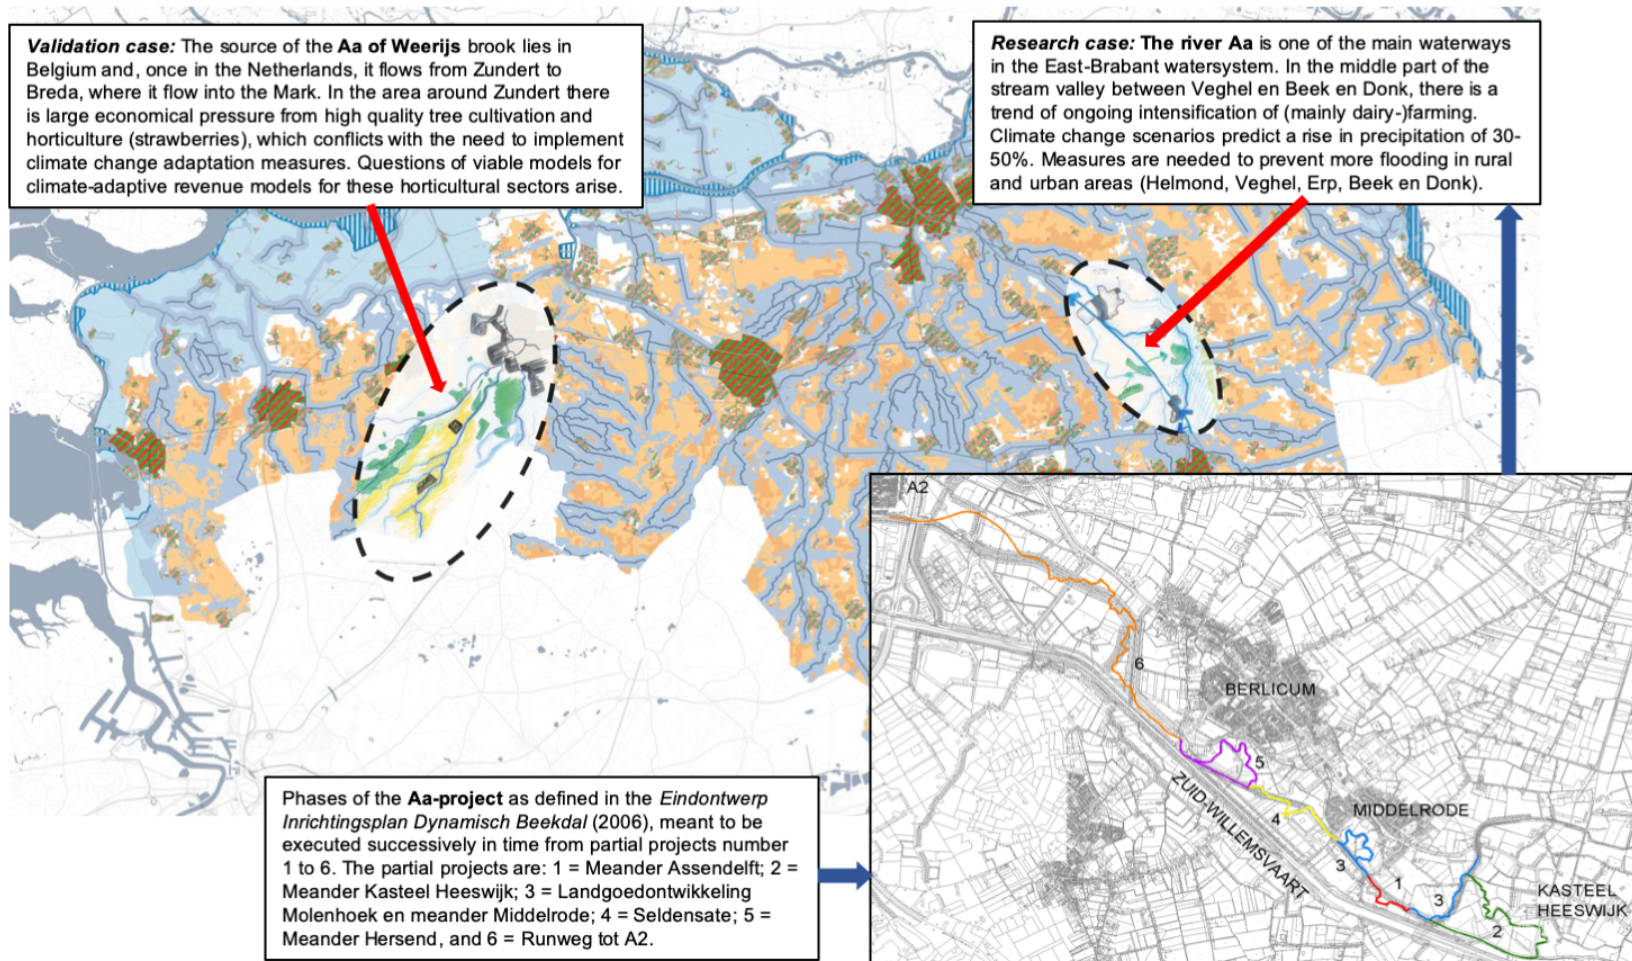 Validation case: The source of the Aa of Weerijs brook lies in
Belgium and, once in the Netherlands, it flows from Zundert to
Breda, where it flow into the Mark. In the area around Zundert there
is large economical pressure from high quality tree cultivation and
horticulture (strawberries), which conflicts with the need to implement
climate change adaptation measures. Questions of viable models for
climate-adaptive revenue models for these horticultural sectors arise.
Research case: The river Aa is one of the main waterways
in the East-Brabant watersystem. In the middle part of the
stream valley between Veghel en Beek en Donk, there is a
trend of ongoing intensification of (mainly dairy-)farming.
Climate change scenarios predict a rise in precipitation of 30-
50%. Measures are needed to prevent more flooding in rural
and urban areas (Helmond, Veghel, Erp, Beek en Donk).
Phases of the Aa-project as defined in the Eindontwerp
Inrichtingsplan Dynamisch Beekdal (2006), meant to be
executed successively in time from partial projects number
1 to 6. The partial projects are: 1 = Meander Assendelft; 2 =
Meander Kasteel Heeswijk; 3 = Landgoedontwikkeling
Molenhoek en meander Middelrode; 4 = Seldensate; 5 =
Meander Hersend, and 6 = Runweg tot A2.
A2
6
BERLICUM
5
ZUID-WILLEMSVAART
4
MIDDELRODE
3
1
3
2
KASTEEL
HEESWIJK